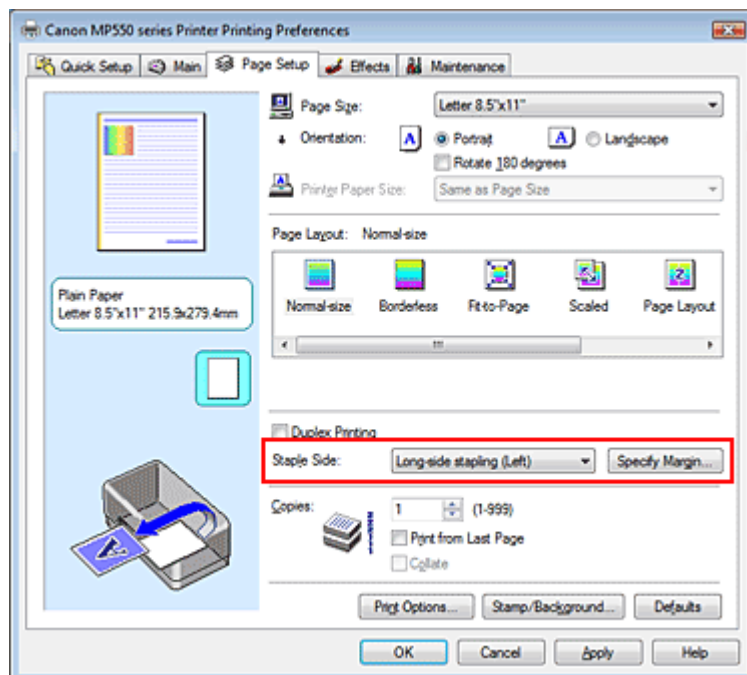 Canon MP550 series Printer Printing Preferences
Quick Setup Main Page Setup Effects Maintenance
Page Size: Letter 8.5"x11"
Orientation: A Portrait A Landscape
Rotate 180 degrees
Printer Paper Size: Same as Page Size
Page Layout: Normal-size
Normal-size Borderless Fit-to-Page Scaled Page Layout
Plain Paper
Letter 8.5"x11" 215.9x279.4mm
Duplex Printing
Staple Side: Long-side stapling (Left) Specify Margin...
Copies: 1 (1-999)
Print from Last Page
Collate
Print Options... Stamp/Background... Defaults
OK Cancel Apply Help